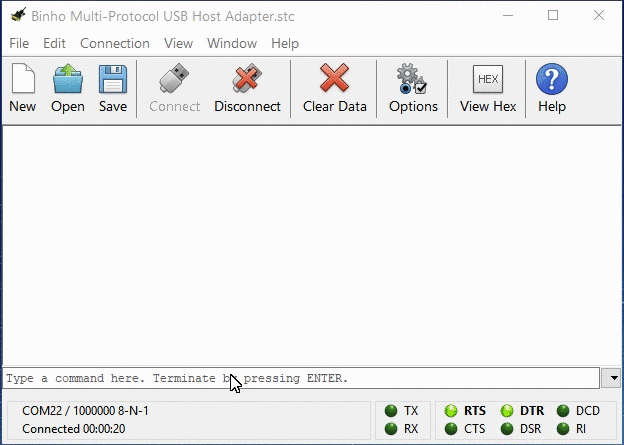 Binho Multi-Protocol USB Host Adapter.stc
File Edit Connection View Window Help
HEX
New Open Save Connect Disconnect Clear Data Options View Hex Help
Type a command here. Terminate by pressing ENTER.
COM22 / 1000000 8-N-1 TX RTS DTR DCD
Connected 00:00:20 RX CTS DSR RI